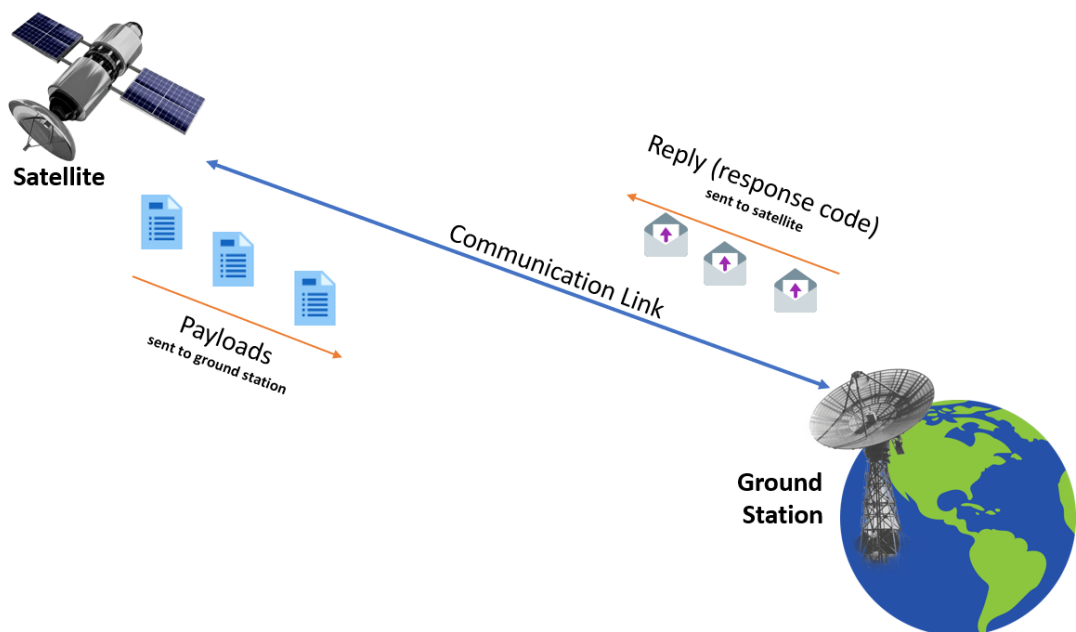 Satellite
Reply (response code)
sent to satellite
Communication Link
Payloads
sent to ground station
Ground
Station